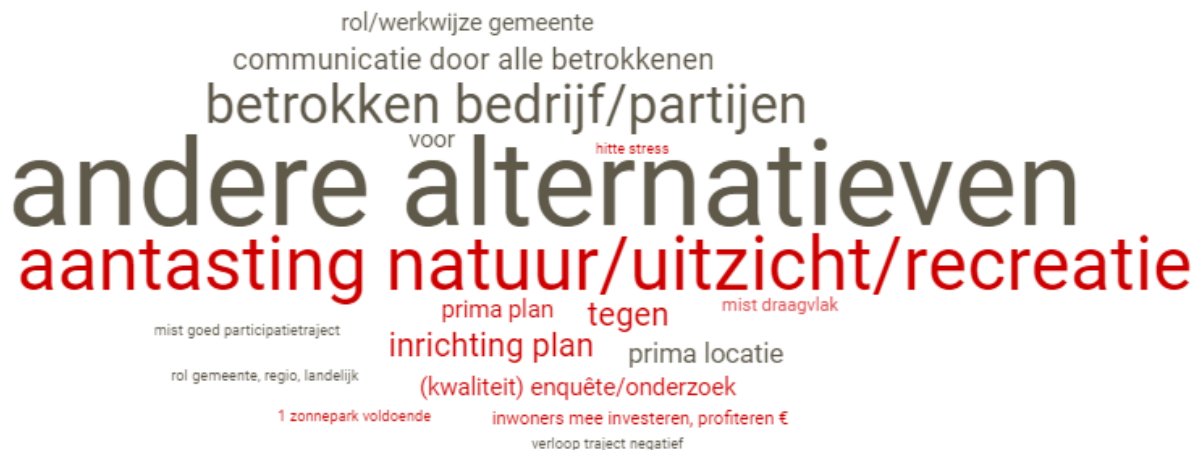 rol/werkwijze gemeente
communicatie door alle betrokkenen
betrokken bedrijf/partijen
voor
hitte stress
andere alternatieven
aantasting natuur/uitzicht/recreatie
prima plan
tegen
mist draagvlak
mist goed participatietraject
inrichting plan
prima locatie
rol gemeente, regio, landelijk
(kwaliteit) enquête/onderzoek
1 zonnepark voldoende
inwoners mee investeren, profiteren €
verloop traject negatief